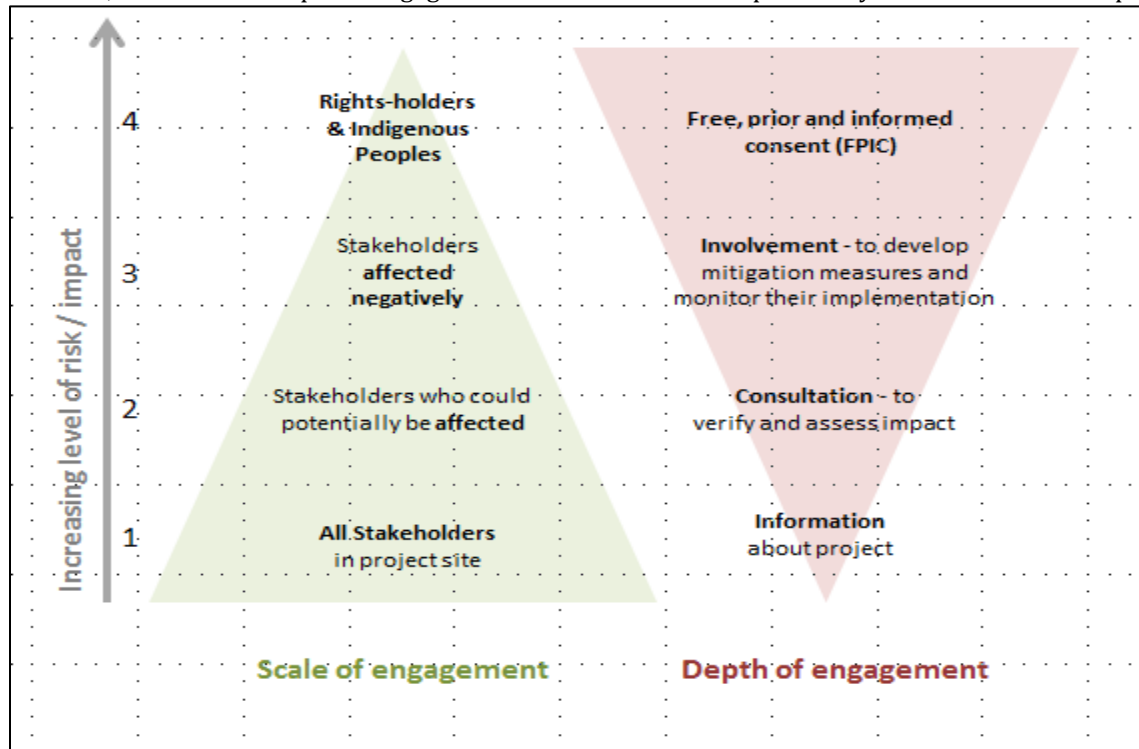 4
Rights-holders
& Indigenous
Peoples
Free, prior and informed
consent (FPIC)
3
Stakeholders
affected
negatively
Involvement - to develop
mitigation measures and
monitor their implementation
2
Stakeholders who could
potentially be affected
Consultation - to
verify and assess impact
1
All Stakeholders
in project site
Information
about project
Increasing level of risk / impact
Scale of engagement
Depth of engagement